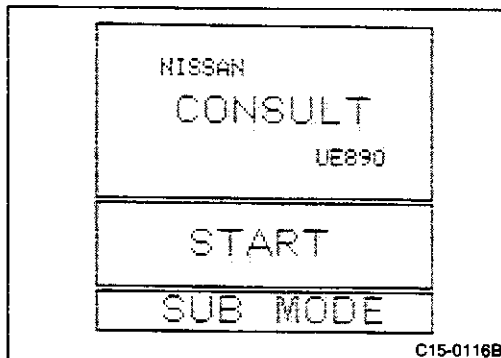 NISSAN
CONSULT
UE890
START
SUB MODE
C15-0116B